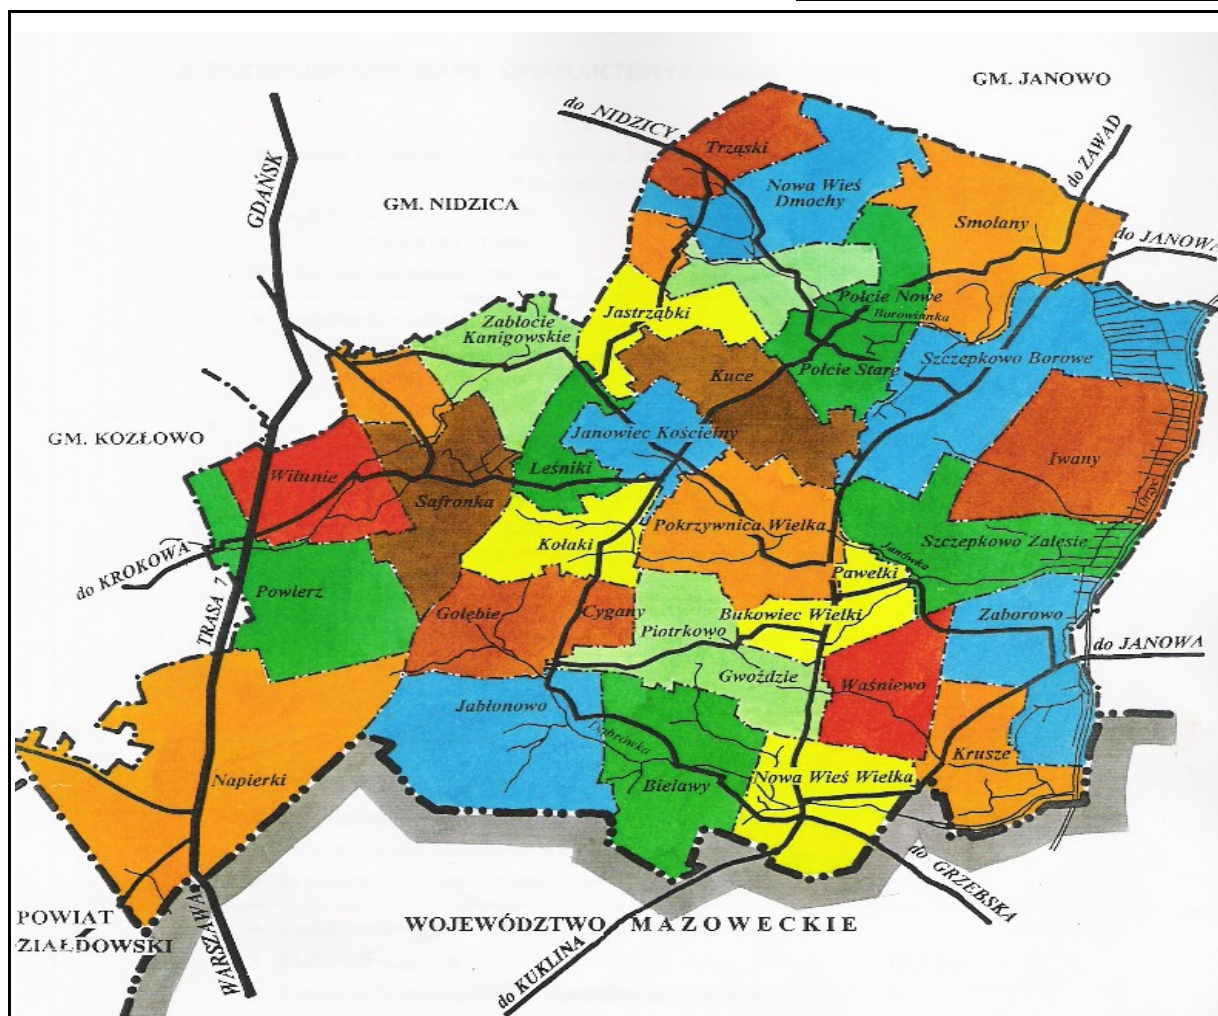 GM. JANOWO
do NIDZICY
do ZAWAD
Trząski
GDAŃSK
GM. NIDZICA
Nowa Wieś
Dmochy
Smolany
do JANOWA
Połcie Nowe
Borowianka
Jastrząbki
Zabłocie
Kanigowskie
Szczepkowo Borowe
Połcie Stare
Kuce
GM. KOZŁOWO
Janowiec Kościelny
Iwany
Leśniki
Wiłunie
Safronka
Orzyc
Pokrzywnica Wielka
Kołaki
Szczepkowo Zalesie
Janówka
do KROKOWA
Powierz
Pawełki
TRASA 7
Gołębie
Cygany
Bukowiec Wielki
Zaborowo
Piotrkowo
do JANOWA
Gwoździe
Waśniewo
Jabłonowo
Dąbrówka
Krusze
Napierki
Bielawy
Nowa Wieś Wielka
do GRZEBSKA
POWIAT
DZIAŁDOWSKI
WARSZAWA
WOJEWÓDZTWO MAZOWECKIE
do KUKLINA